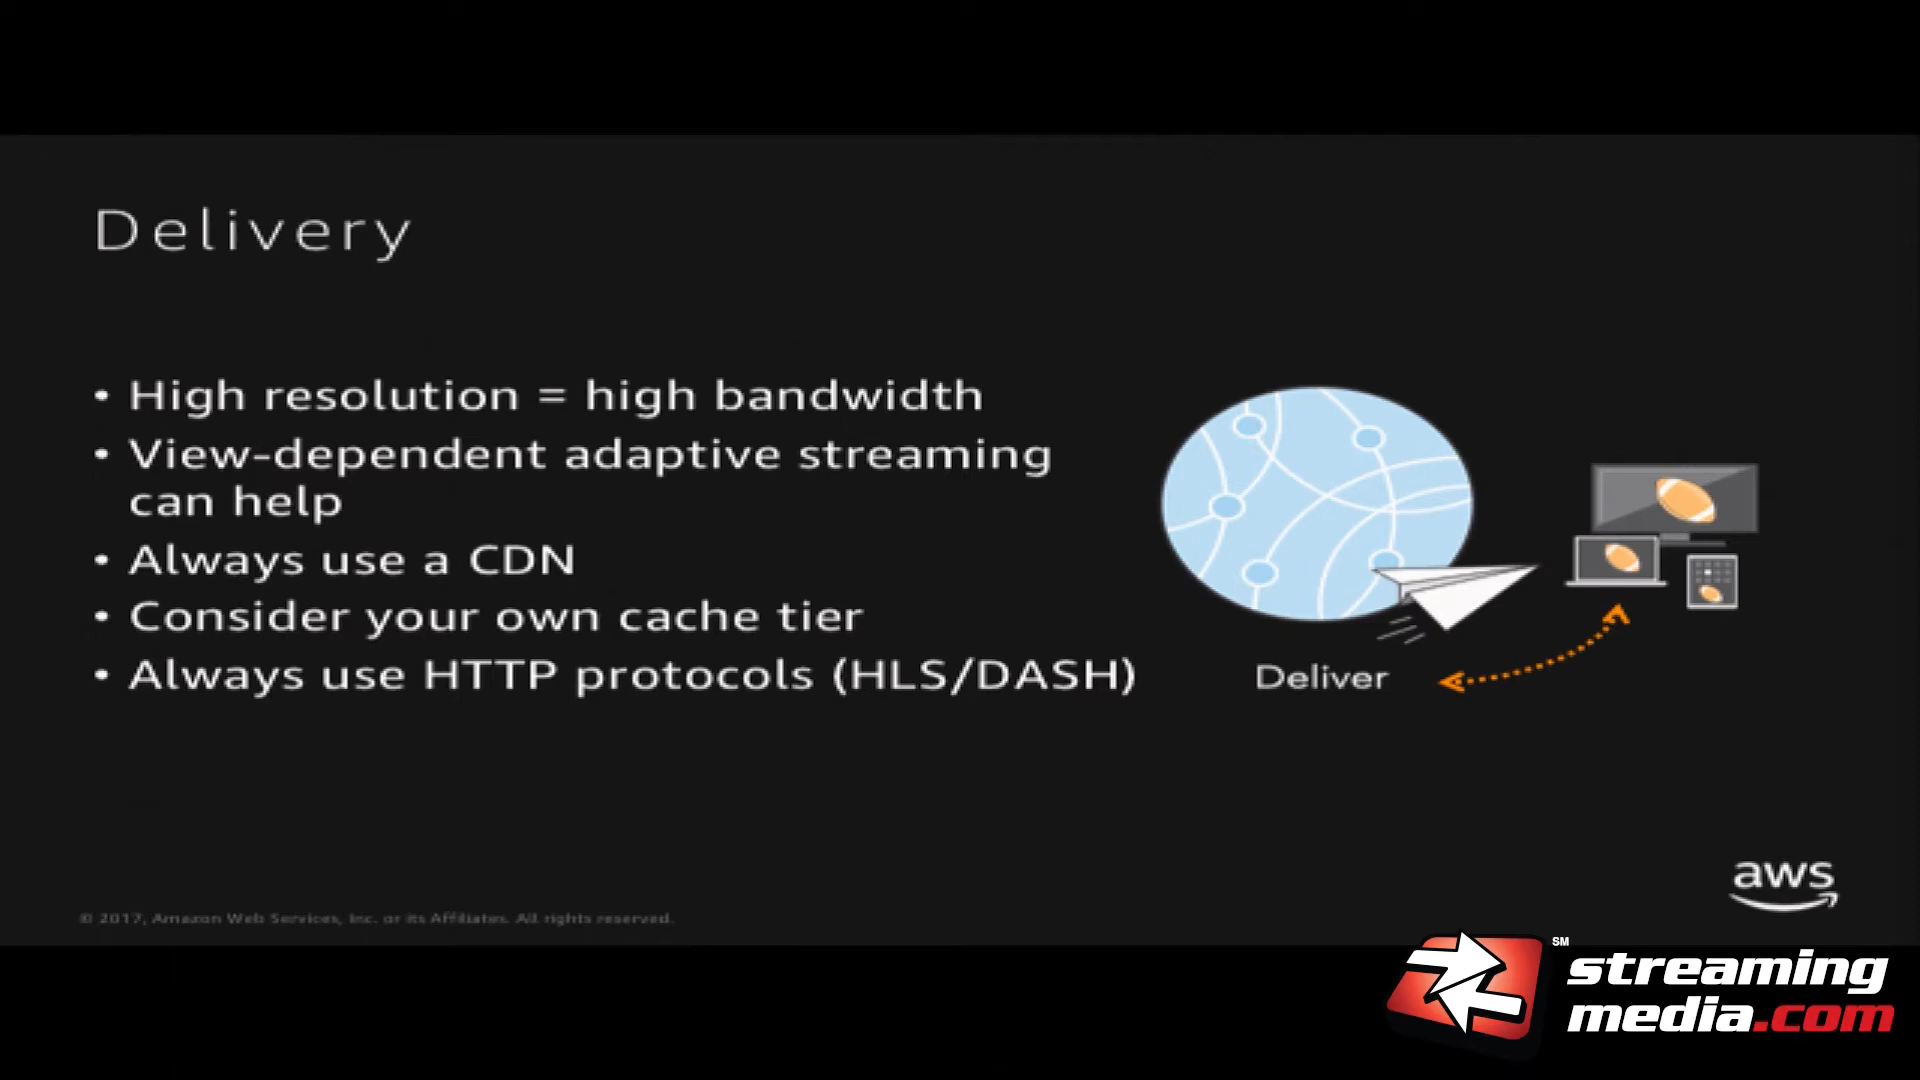 Delivery
• High resolution = high bandwidth
• View-dependent adaptive streaming
can help
• Always use a CDN
• Consider your own cache tier
• Always use HTTP protocols (HLS/DASH)
Deliver
aws
© 2017, Amazon Web Services, Inc. or its Affiliates. All rights reserved.
SM
streaming
media.com